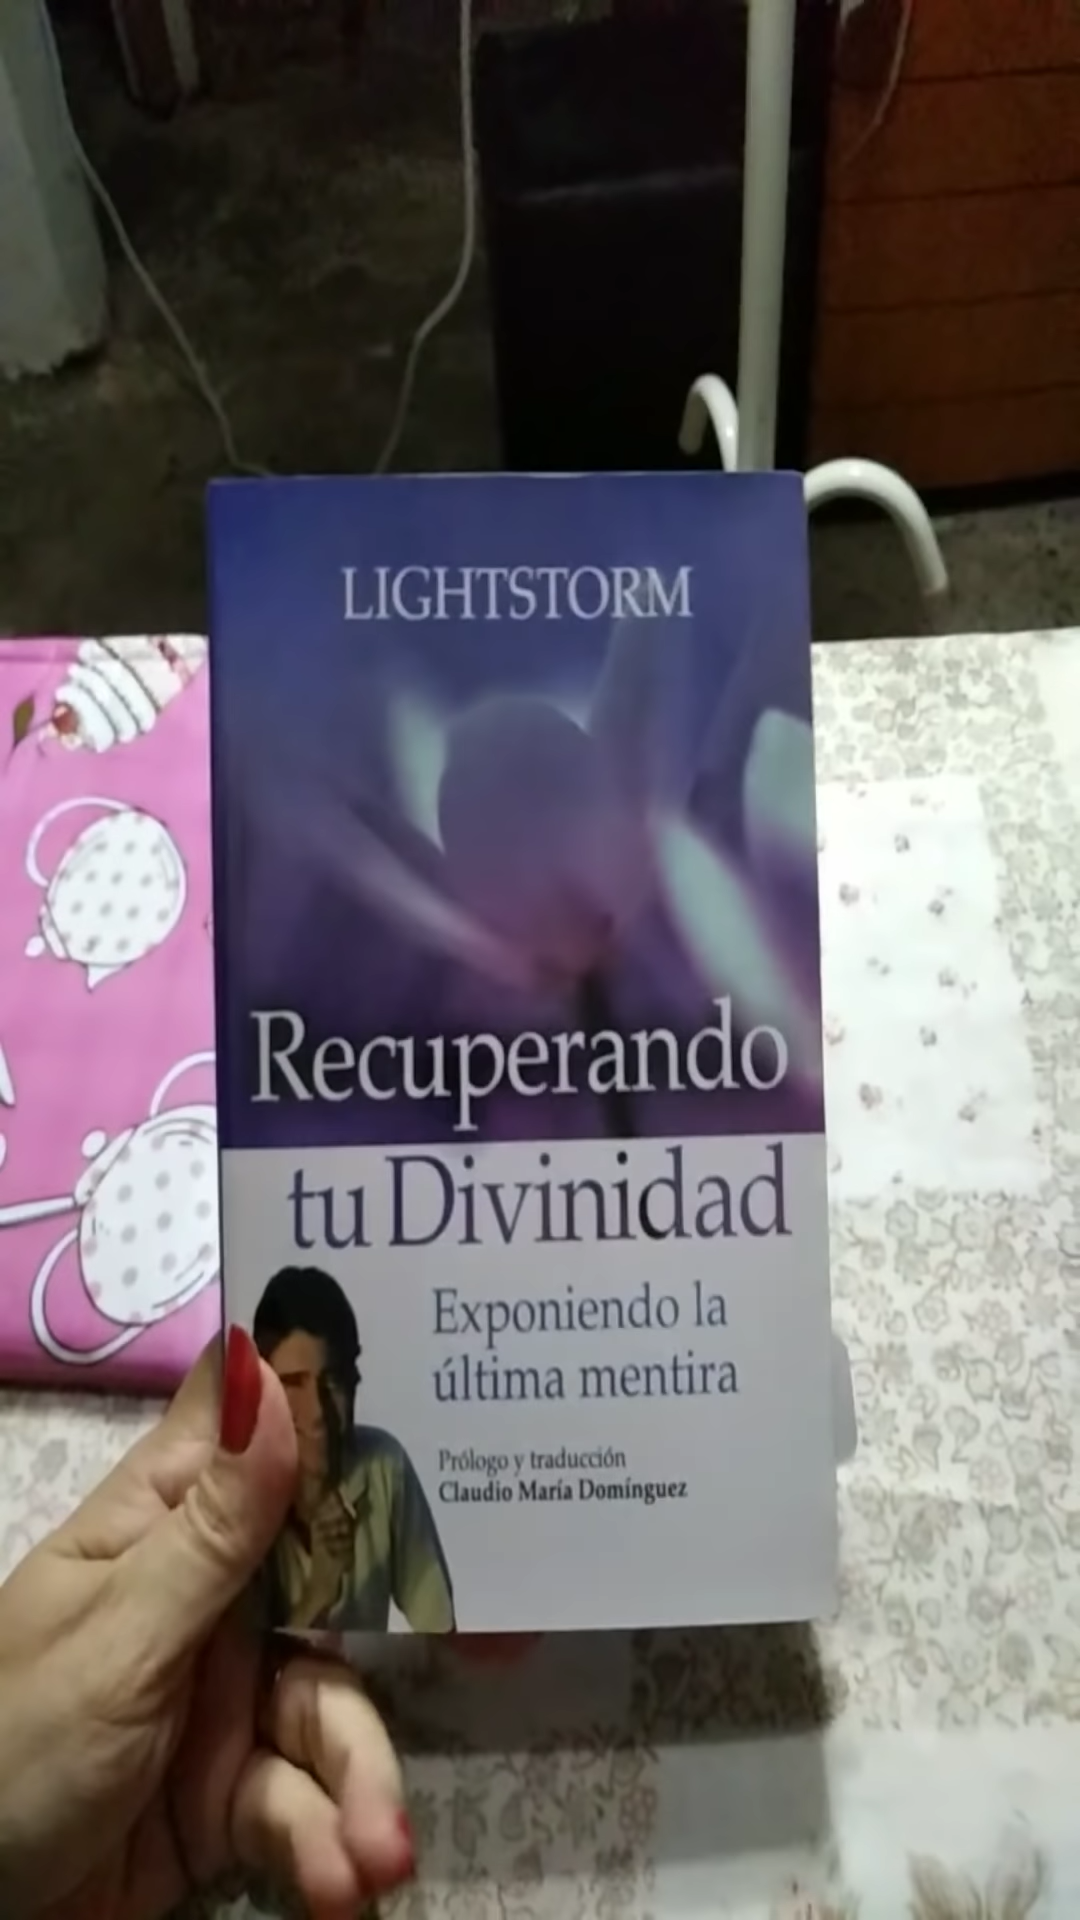 LIGHTSTORM
Recuperando
tu Divinidad
Exponiendo la
última mentira
Prólogo y traducción
Claudio María Domínguez